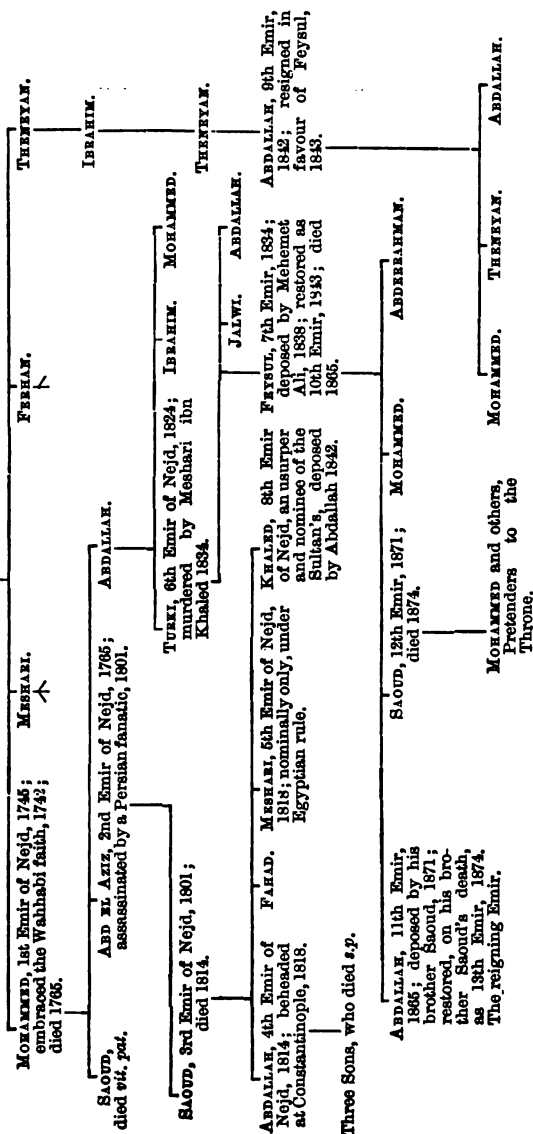 MOHAMMED, 1st Emir of Nejd, 1745;
embraced the Wahhabi faith, 1742;
died 1765.
MESHARI.
FERHAN.
THENEYAN.
SAOUD,
died vit. pat.
ABD EL AZIZ, 2nd Emir of Nejd, 1765;
assassinated by a Persian fanatic, 1901.
ABDALLAH.
IBRAHIM.
SAOUD, 3rd Emir of Nejd, 1801;
died 1814.
TURKI, 6th Emir of Nejd, 1824;
murdered by Meshari ibn
Khaled 1834.
IBRAHIM.
MOHAMMED.
THENEYAN.
ABDALLAH, 4th Emir of
Nejd, 1814; beheaded
at Constantinople, 1818.
FAHAD.
MESHARI, 5th Emir of Nejd,
1818; nominally only, under
Egyptian rule.
KHALED, 8th Emir
of Nejd, an usurper
and nominee of the
Sultan's, deposed
by Abdallah 1842.
FEYSUL, 7th Emir, 1834;
deposed by Mehemet
Ali, 1838; restored as
10th Emir, 1843; died
1865.
JALWI.
ABDALLAH.
ABDALLAH, 9th Emir,
1842; resigned in
favour of Feysul,
1843.
Three Sons, who died s.p.
ABDALLAH, 11th Emir,
1865; deposed by his
brother Saoud, 1871;
restored, on his bro-
ther Saoud's death,
as 13th Emir, 1874.
The reigning Emir.
SAOUD, 12th Emir, 1871;
died 1874.
MOHAMMED.
ABDERRAHMAN.
MOHAMMED and others,
Pretenders to the
Throne.
MOHAMMED.
THENEYAN.
ABDALLAH.